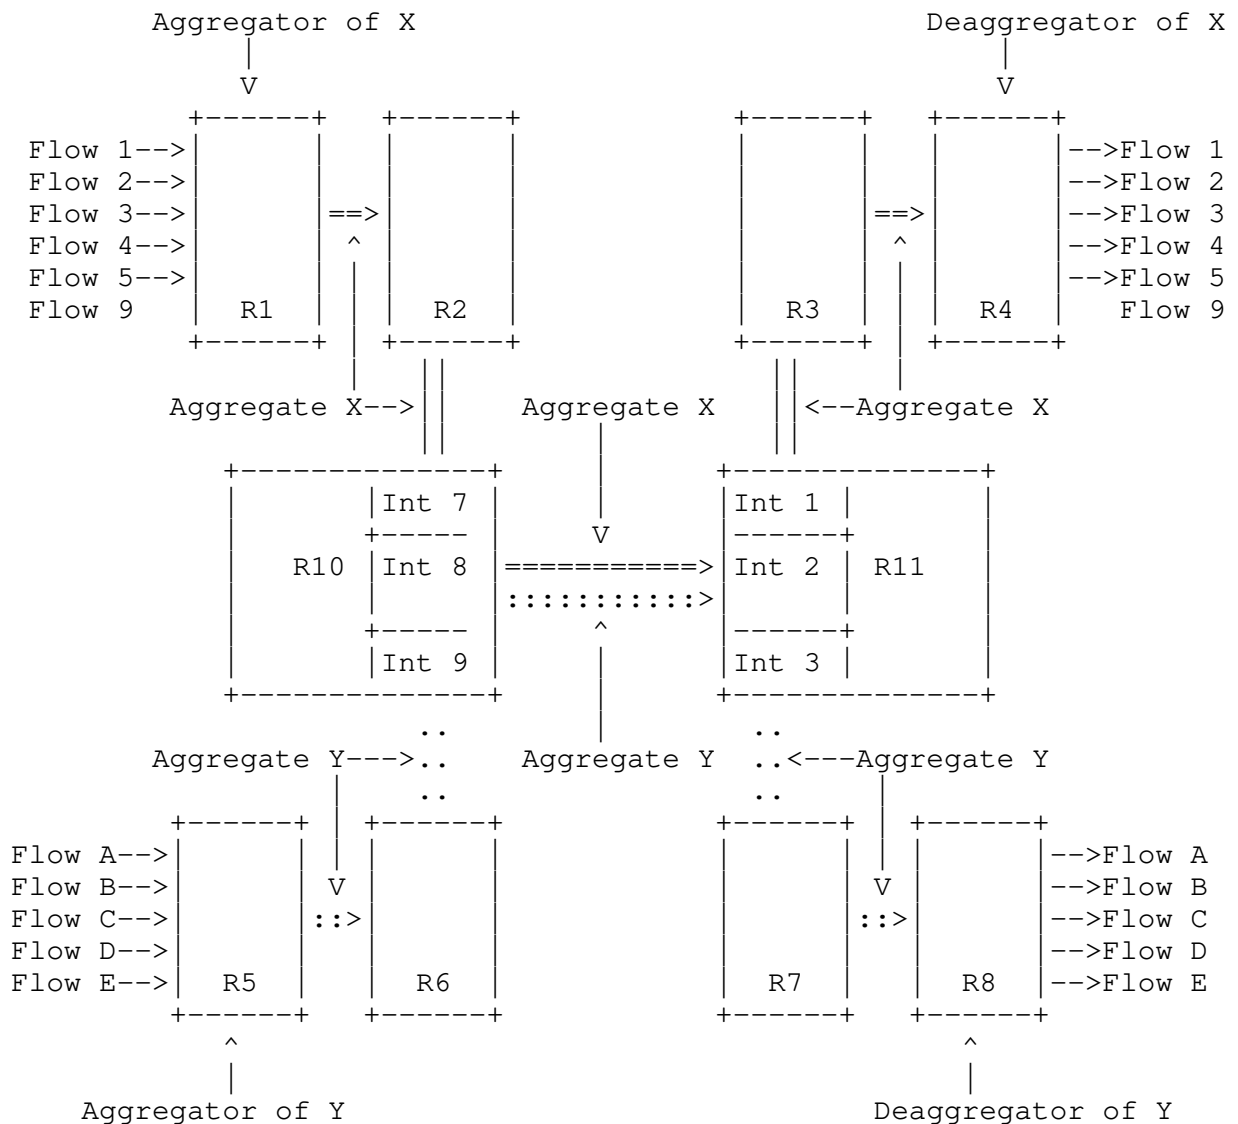 Aggregator of X Deaggregator of X
Flow 1-->                      -->Flow 1
Flow 2-->                      -->Flow 2
Flow 3--> ==> ==> -->Flow 3
Flow 4-->                      -->Flow 4
Flow 5-->                      -->Flow 5
Flow 9 R1 R2 R3 R4 Flow 9
Aggregate X--> Aggregate X <--Aggregate X
Int 7 Int 1
V
R10 Int 8 ===========> Int 2 R11
:::::::::::>
Int 9 Int 3
Aggregate Y--->.. Aggregate Y ..<---Aggregate Y
Flow A--> -->Flow A
Flow B--> V V -->Flow B
Flow C--> ::> ::> -->Flow C
Flow D--> -->Flow D
Flow E--> R5 R6 R7 R8 -->Flow E
Aggregator of Y Deaggregator of Y